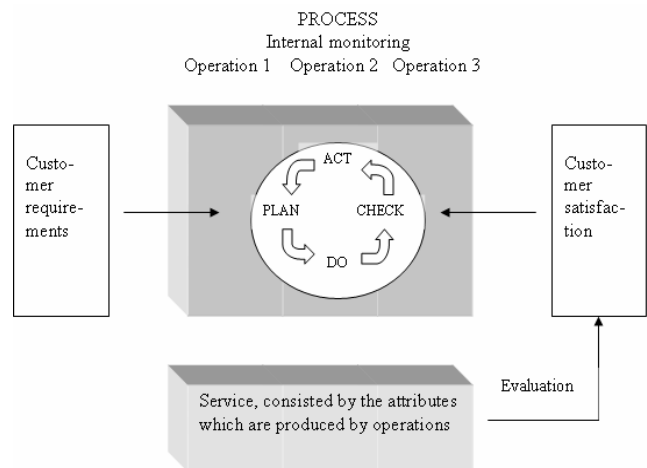 PROCESS
Internal monitoring
Operation 1 Operation 2 Operation 3
Custo-
mer
require-
ments
ACT
PLAN
CHECK
DO
Custo-
mer
satisfac-
tion
Evaluation
Service, consisted by the attributes
which are produced by operations